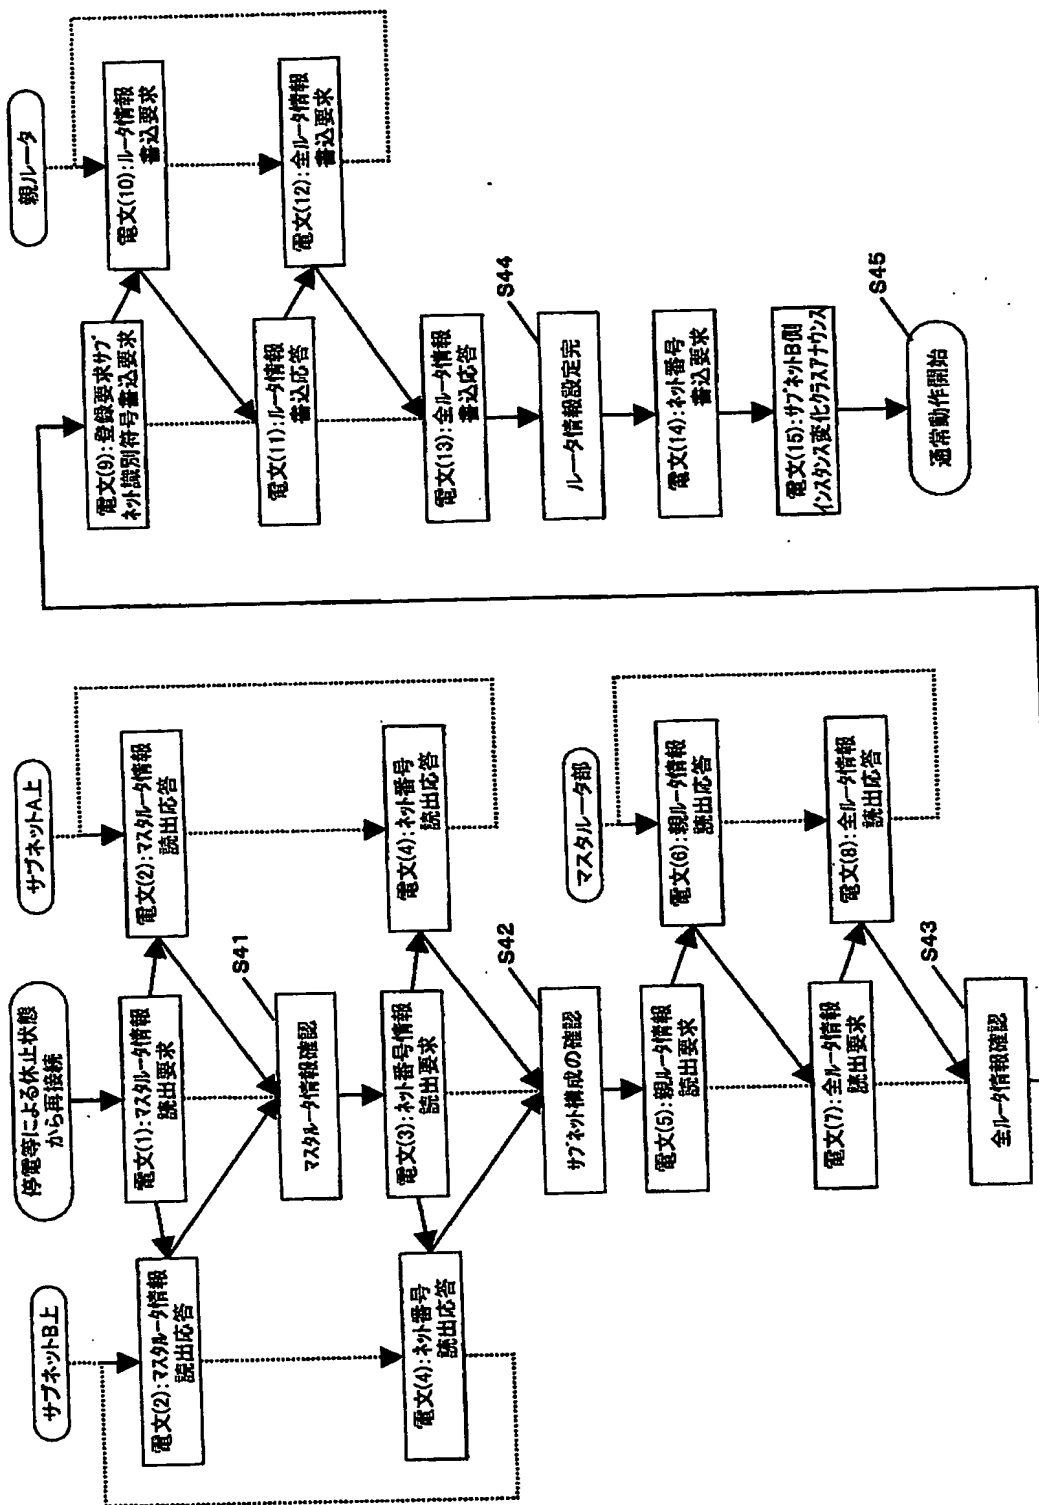 サブネットB上
電文(2):マスタルータ情報
読出応答
電文(4):ネット番号
読出応答
停電等による休止状態
から再接続
電文(1):マスタルータ情報
読出要求
S41
マスタルータ情報確認
電文(3):ネット番号情報
読出要求
S42
サブネット構成の確認
電文(5):親ルータ情報
読出要求
電文(7):全ルータ情報
読出要求
S43
全ルータ情報確認
サブネットA上
電文(2):マスタルータ情報
読出応答
電文(4):ネット番号
読出応答
マスタルータ部
電文(6):親ルータ情報
読出応答
電文(8):全ルータ情報
読出応答
電文(9):登録要求サブ
ネット識別符号書込要求
電文(11):ルータ情報
書込応答
電文(13):全ルータ情報
書込応答
S44
ルータ情報設定完
電文(14):ネット番号
書込要求
電文(15):サブネットB側
インスタンス変化クラスアナウンス
S45
通常動作開始
親ルータ
電文(10):ルータ情報
書込要求
電文(12):全ルータ情報
書込要求